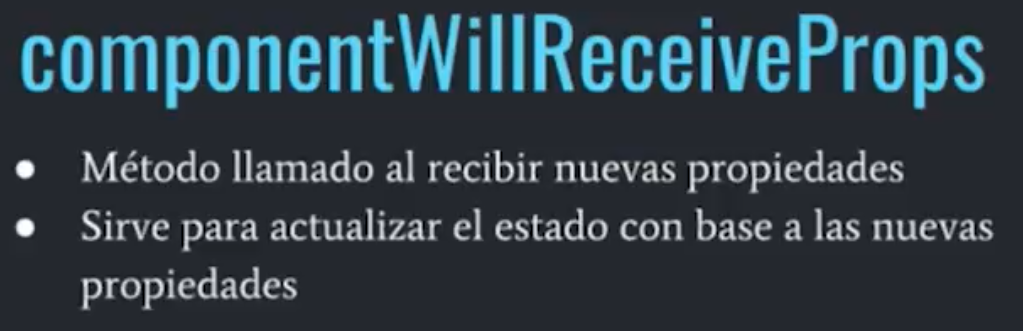 componentWillReceiveProps
● Método llamado al recibir nuevas propiedades
● Sirve para actualizar el estado con base a las nuevas
propiedades